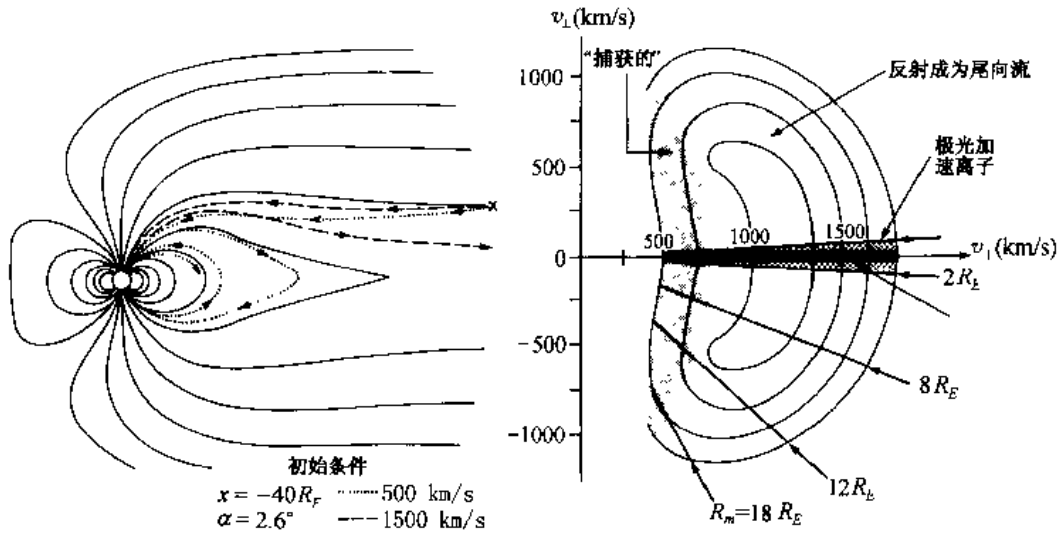 初始条件
x = −40R_F ········ 500 km/s
α = 2.6° −−− 1500 km/s
x
v⊥(km/s)
“捕获的”
1000
反射成为尾向流
500
极光加
速离子
500
1000
1500
0
v⊥(km/s)
2R_E
−500
8R_E
−1000
12R_E
R_m=18 R_E